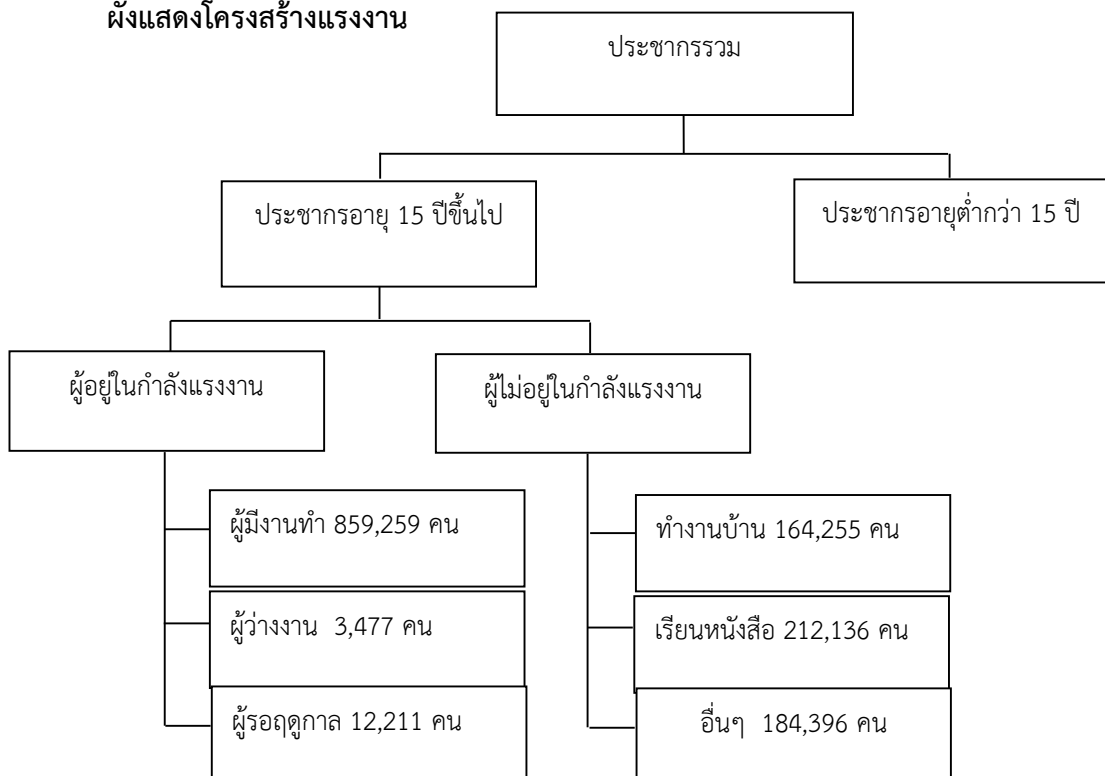 ผังแสดงโครงสร้างแรงงาน
ประชากรรวม
ประชากรอายุ 15 ปีขึ้นไป
ประชากรอายุต่ำกว่า 15 ปี
ผู้อยู่ในกำลังแรงงาน
ผู้ไม่อยู่ในกำลังแรงงาน
ผู้มีงานทำ 859,259 คน
ผู้ว่างงาน 3,477 คน
ผู้รอฤดูกาล 12,211 คน
ทำงานบ้าน 164,255 คน
เรียนหนังสือ 212,136 คน
อื่นๆ 184,396 คน